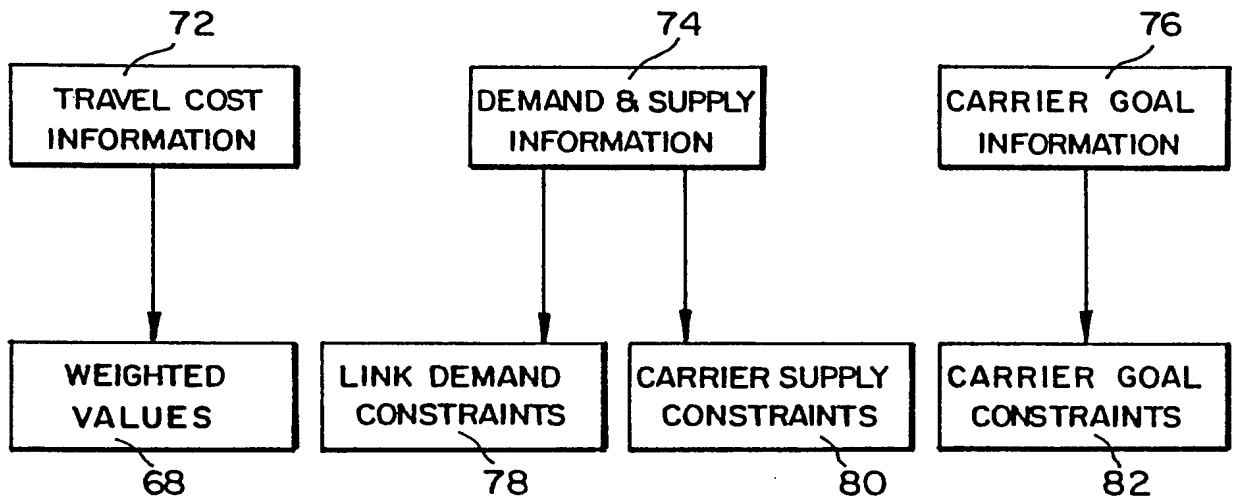 72
74
76
TRAVEL COST
INFORMATION
DEMAND & SUPPLY
INFORMATION
CARRIER GOAL
INFORMATION
WEIGHTED
VALUES
LINK DEMAND
CONSTRAINTS
CARRIER SUPPLY
CONSTRAINTS
CARRIER GOAL
CONSTRAINTS
68
78
80
82